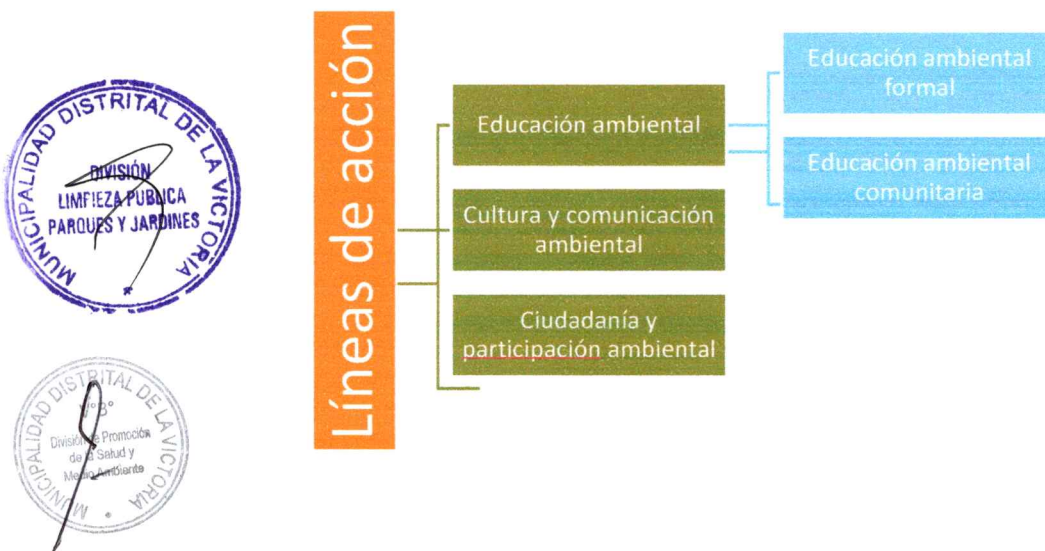 Líneas de acción
Educación ambiental
Cultura y comunicación
ambiental
Ciudadanía y
participación ambiental
Educación ambiental
formal
Educación ambiental
comunitaria
MUNICIPALIDAD DISTRITAL DE LA VICTORIA
DIVISIÓN
LIMPIEZA PUBLICA
PARQUES Y JARDINES
MUNICIPALIDAD DISTRITAL DE LA VICTORIA
V°B°
División de Promoción
de la Salud y
Medio Ambiente